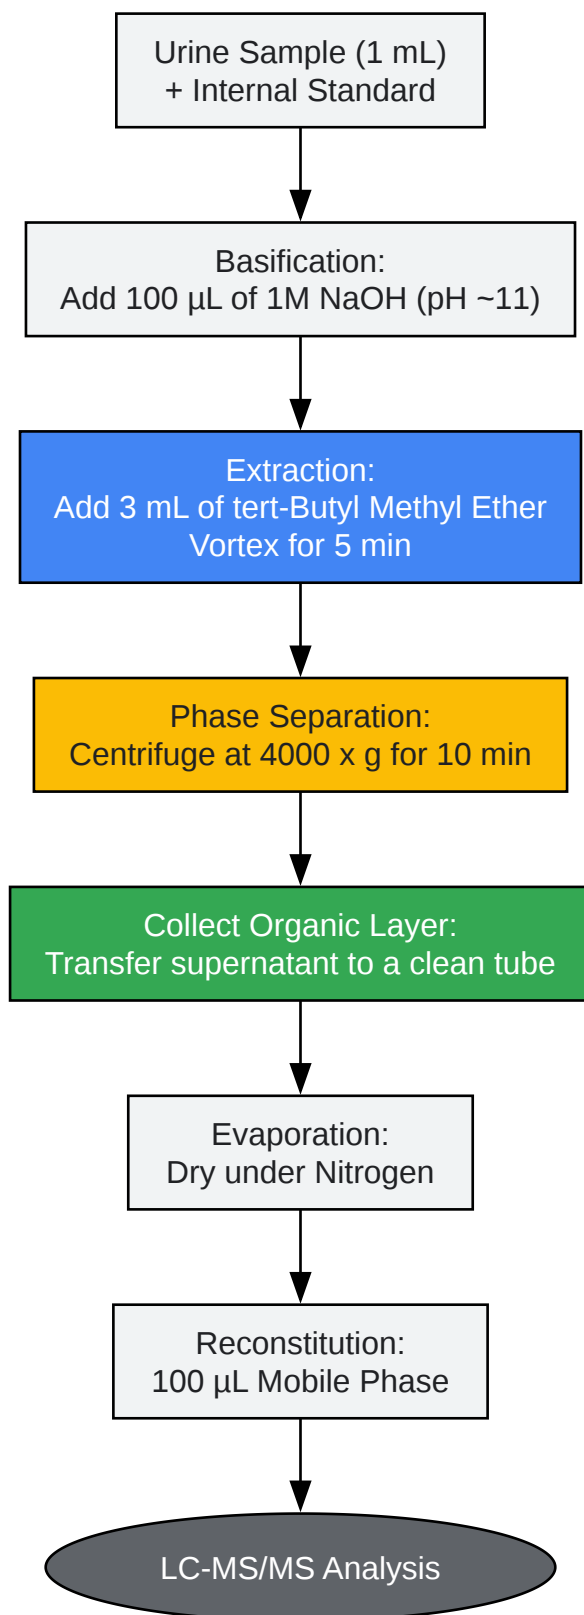 Urine Sample (1 mL)
+ Internal Standard
Basification:
Add 100 µL of 1M NaOH (pH ~11)
Extraction:
Add 3 mL of tert-Butyl Methyl Ether
Vortex for 5 min
Phase Separation:
Centrifuge at 4000 x g for 10 min
Collect Organic Layer:
Transfer supernatant to a clean tube
Evaporation:
Dry under Nitrogen
Reconstitution:
100 µL Mobile Phase
LC-MS/MS Analysis